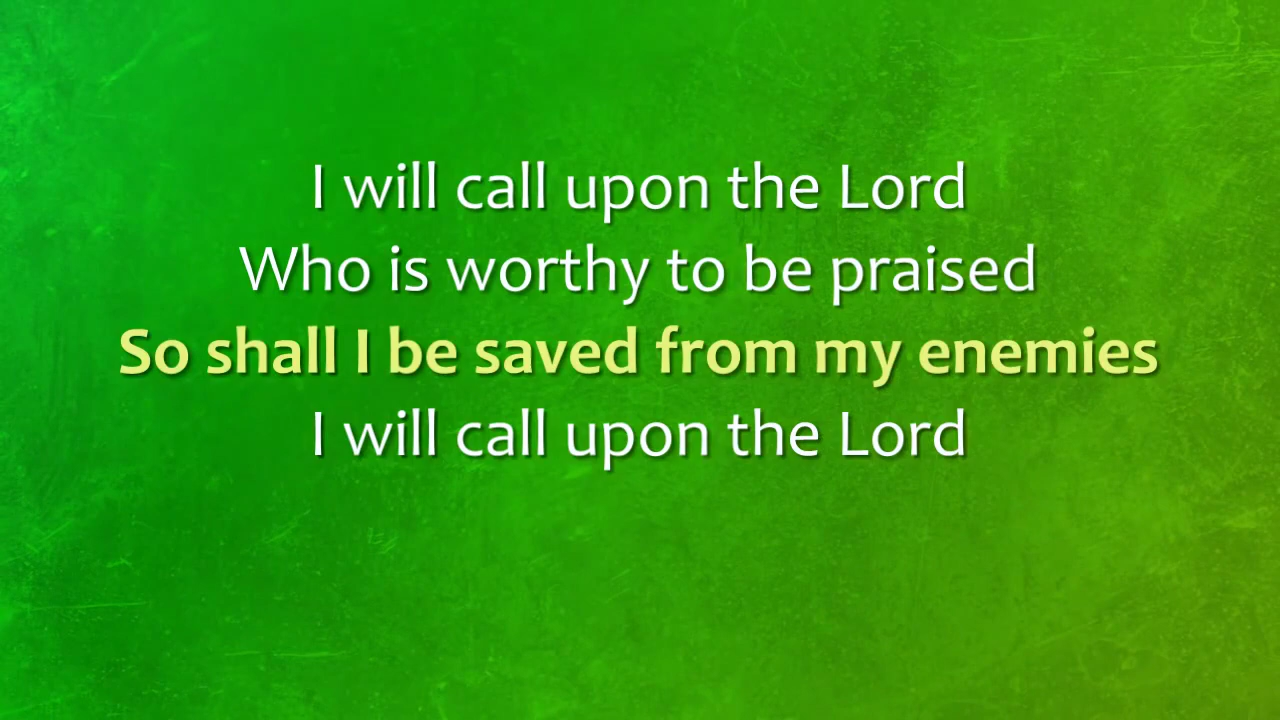 I will call upon the Lord
Who is worthy to be praised
So shall I be saved from my enemies
I will call upon the Lord